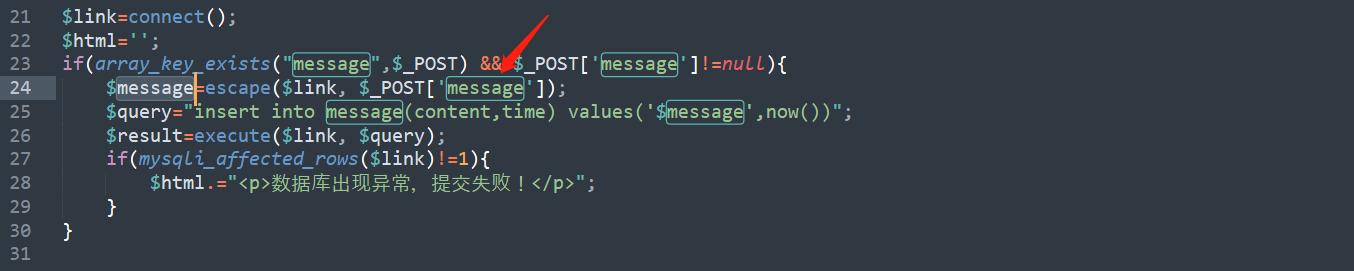 21 $link=connect();
22 $html='';
23 if(array_key_exists("message",$_POST) && $_POST['message']!=null){
24 $message=escape($link, $_POST['message']);
25 $query="insert into message(content,time) values('$message',now())";
26 $result=execute($link, $query);
27 if(mysqli_affected_rows($link)!=1){
28 $html.="<p>数据库出现异常，提交失败！</p>";
29 }
30 }
31